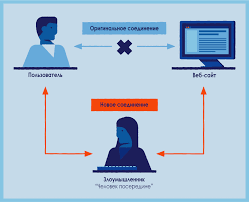 Оригинальное соединение
Пользователь
Веб-сайт
Новое соединение
Злоумышленник
"Человек посередине"